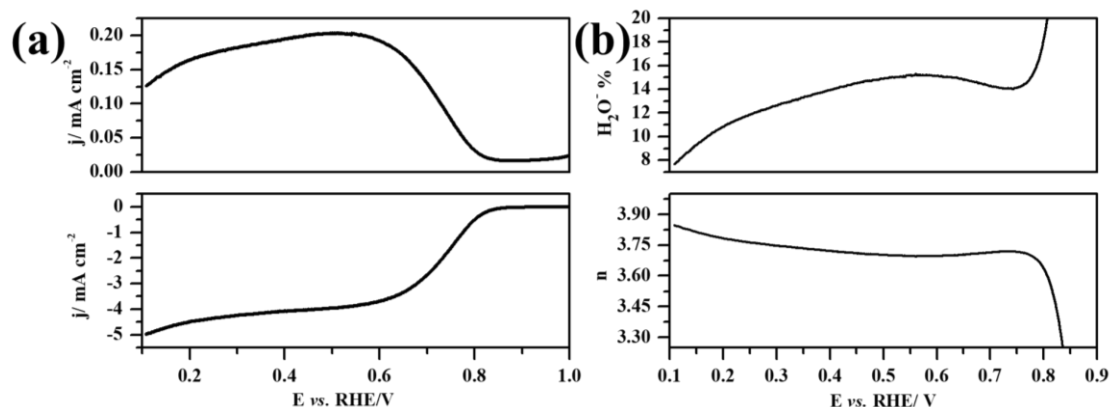 (a)
0.20
0.15
0.10
0.05
0.00
j/ mA cm⁻²
0
-1
-2
-3
-4
-5
j/ mA cm⁻²
0.2 0.4 0.6 0.8 1.0
E vs. RHE/V
(b)
20
18
16
14
12
10
8
H₂O⁻ %
3.90
3.75
3.60
3.45
3.30
n
0.1 0.2 0.3 0.4 0.5 0.6 0.7 0.8 0.9
E vs. RHE/ V